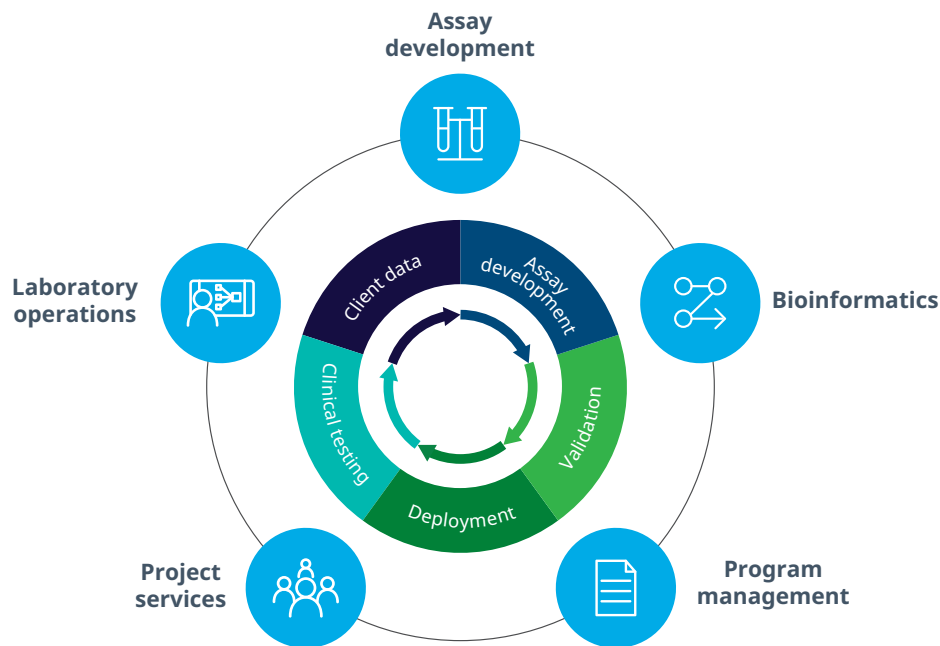 Assay
development
Laboratory
operations
Bioinformatics
Client data
Assay
development
Clinical testing
Validation
Deployment
Project
services
Program
management